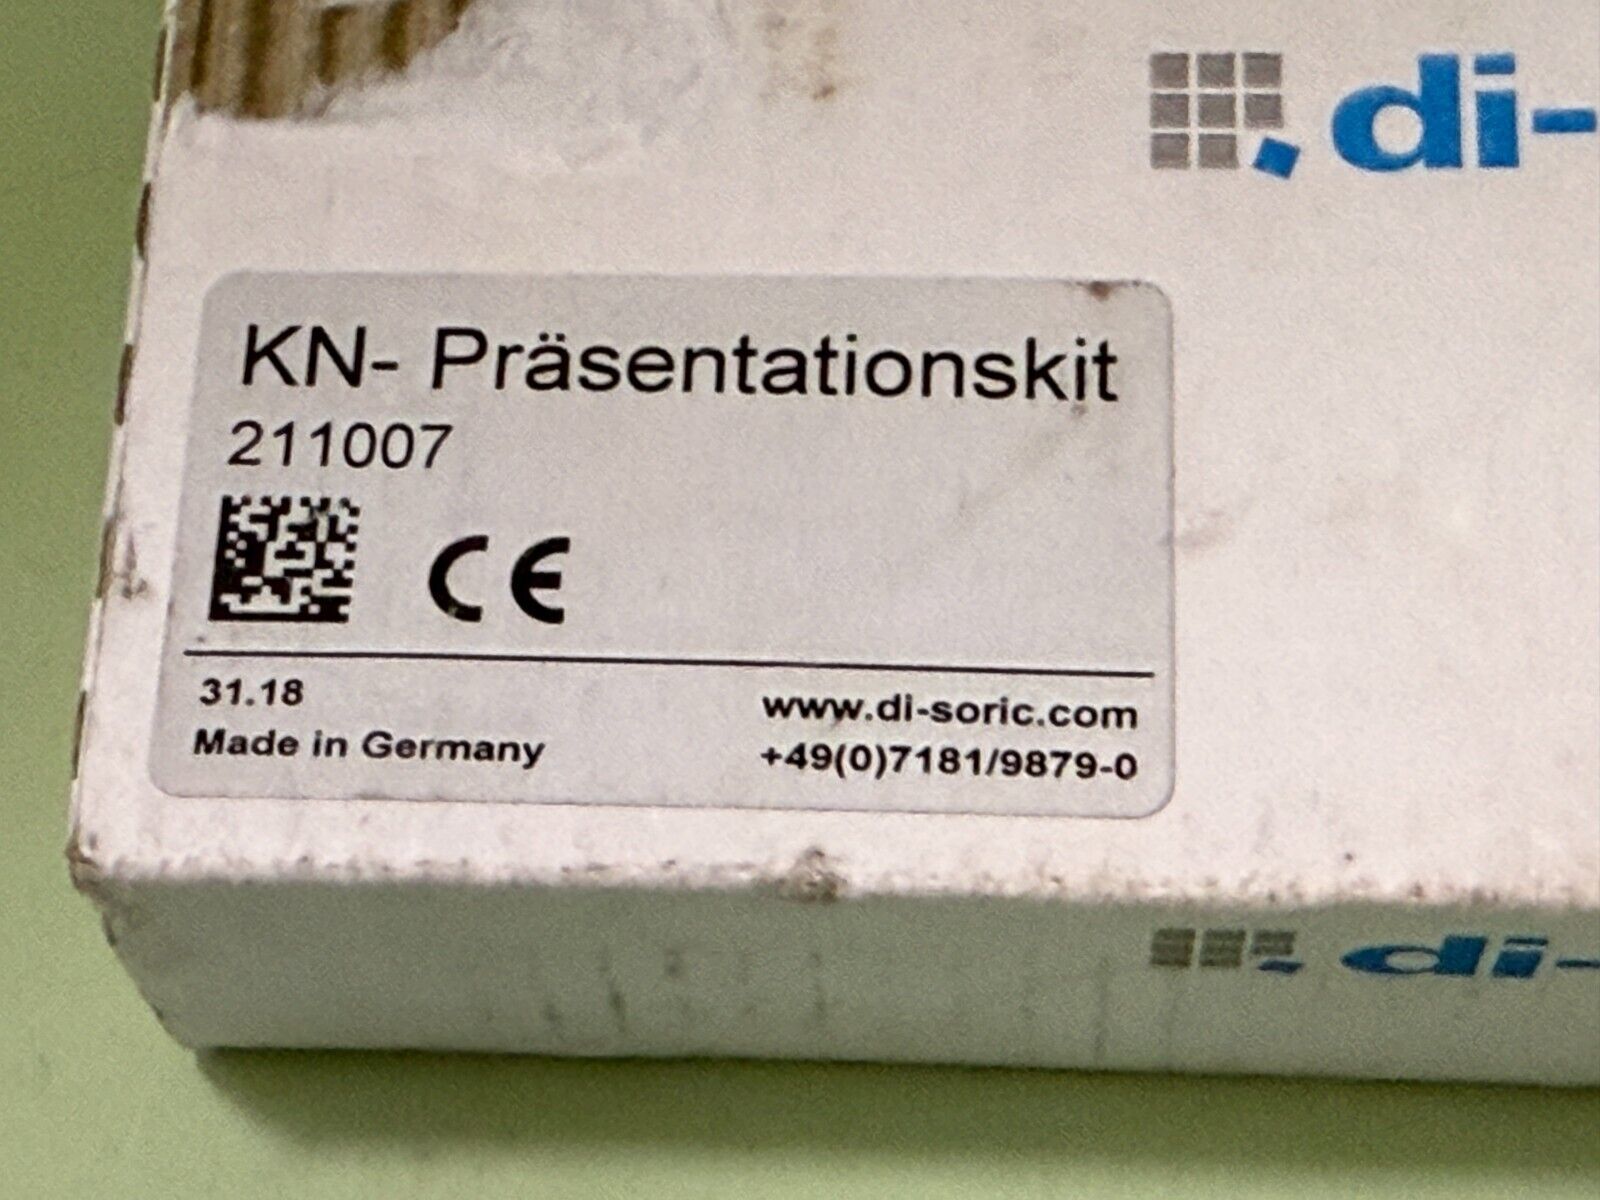 di-
KN- Präsentationskit
211007
CE
31.18
www.di-soric.com
Made in Germany
+49(0)7181/9879-0
di-